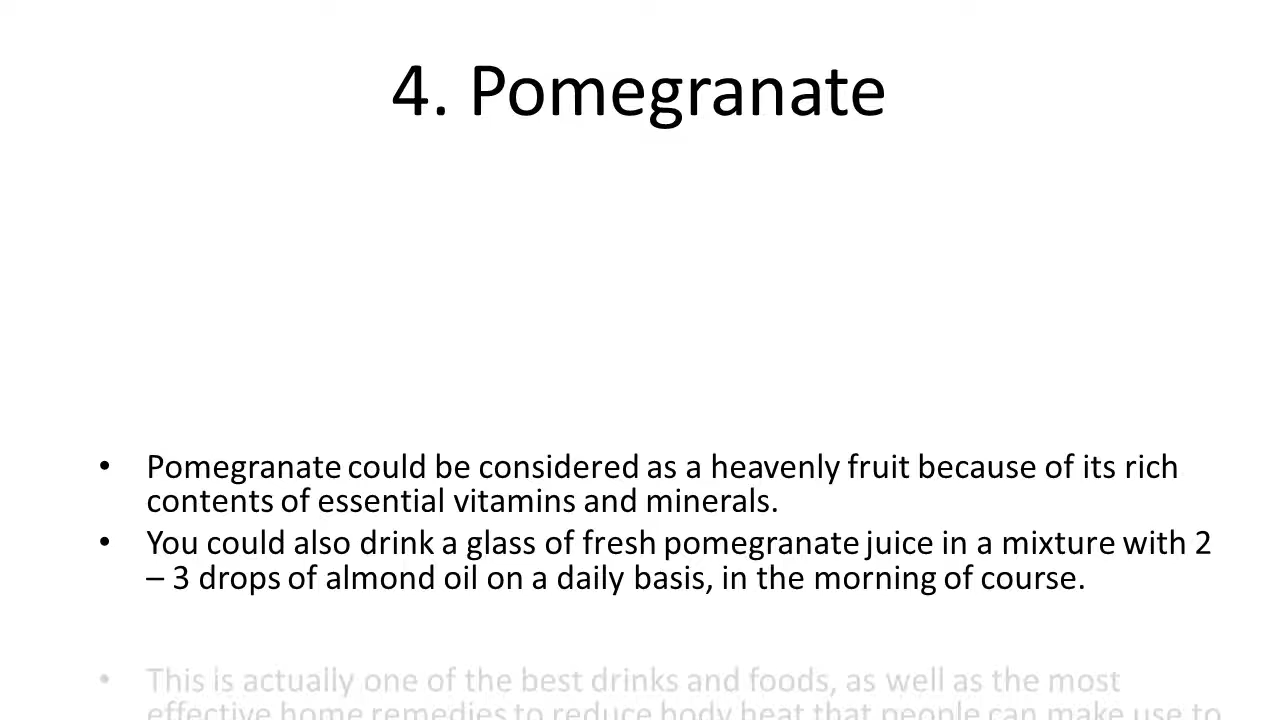 4. Pomegranate
• Pomegranate could be considered as a heavenly fruit because of its rich
contents of essential vitamins and minerals.
• You could also drink a glass of fresh pomegranate juice in a mixture with 2
– 3 drops of almond oil on a daily basis, in the morning of course.
• This is actually one of the best drinks and foods, as well as the most
effective home remedies to reduce body heat that people can make use to